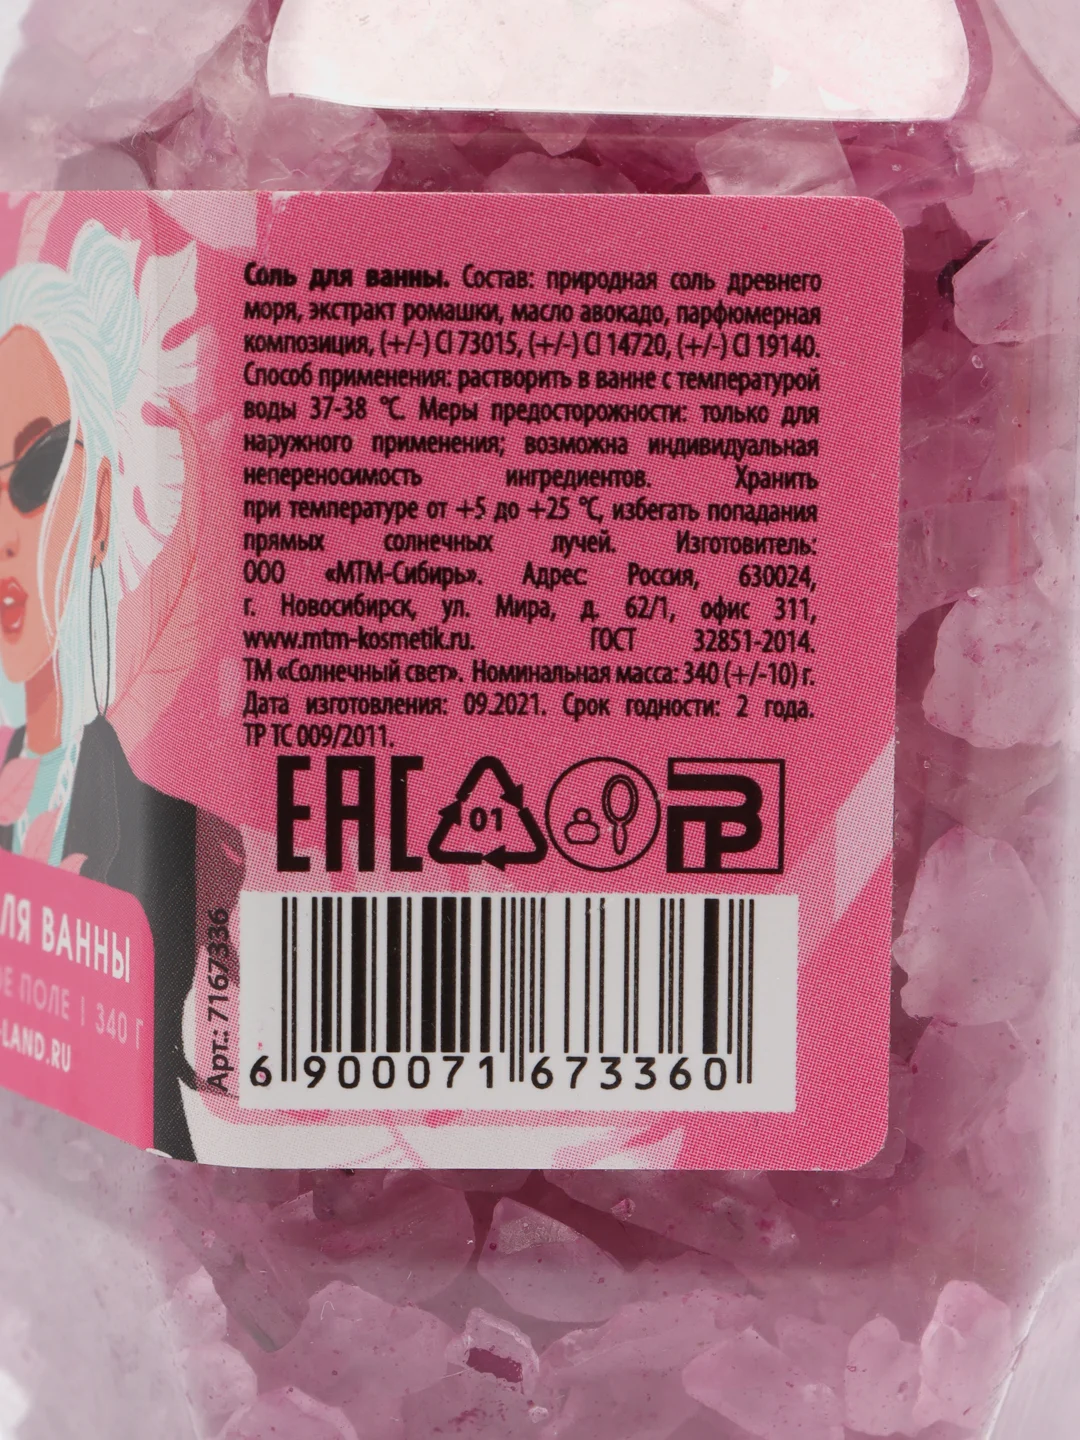 Соль для ванны. Состав: природная соль древнего
моря, экстракт ромашки, масло авокадо, парфюмерная
композиция, (+/-) CI 73015, (+/-) CI 14720, (+/-) CI 19140.
Способ применения: растворить в ванне с температурой
воды 37-38 °C. Меры предосторожности: только для
наружного применения; возможна индивидуальная
непереносимость ингредиентов. Хранить
при температуре от +5 до +25 °C, избегать попадания
прямых солнечных лучей. Изготовитель:
ООО «МТМ-Сибирь». Адрес: Россия, 630024,
г. Новосибирск, ул. Мира, д. 62/1, офис 311,
www.mtm-kosmetik.ru. ГОСТ 32851-2014.
ТМ «Солнечный свет». Номинальная масса: 340 (+/-10) г.
Дата изготовления: 09.2021. Срок годности: 2 года.
ТР ТС 009/2011.
EAC 01
Арт.: 7167336
6 900071 673360
ЛЯ ВАННЫ
ОЕ ПОЛЕ | 340 Г
-LAND.RU